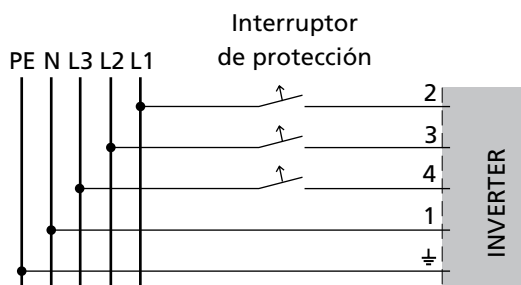 Interruptor
de protección
PE N L3 L2 L1
2
3
4
1
INVERTER